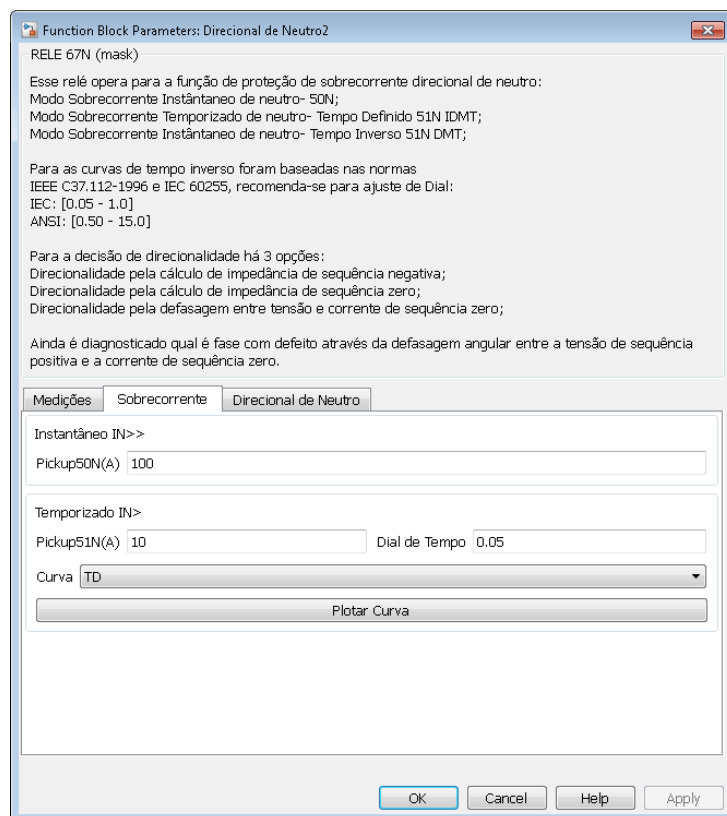 Function Block Parameters: Direcional de Neutro2
RELE 67N (mask)
Esse relé opera para a função de proteção de sobrecorrente direcional de neutro:
Modo Sobrecorrente Instântaneo de neutro- 50N;
Modo Sobrecorrente Temporizado de neutro- Tempo Definido 51N IDMT;
Modo Sobrecorrente Instântaneo de neutro- Tempo Inverso 51N DMT;
Para as curvas de tempo inverso foram baseadas nas normas
IEEE C37.112-1996 e IEC 60255, recomenda-se para ajuste de Dial:
IEC: [0.05 - 1.0]
ANSI: [0.50 - 15.0]
Para a decisão de direcionalidade há 3 opções:
Direcionalidade pela cálculo de impedância de sequência negativa;
Direcionalidade pela cálculo de impedância de sequência zero;
Direcionalidade pela defasagem entre tensão e corrente de sequência zero;
Ainda é diagnosticado qual é fase com defeito através da defasagem angular entre a tensão de sequência
positiva e a corrente de sequência zero.
Medições Sobrecorrente Direcional de Neutro
Instantâneo IN>>
Pickup50N(A) 100
Temporizado IN>
Pickup51N(A) 10 Dial de Tempo 0.05
Curva TD
Plotar Curva
OK Cancel Help Apply